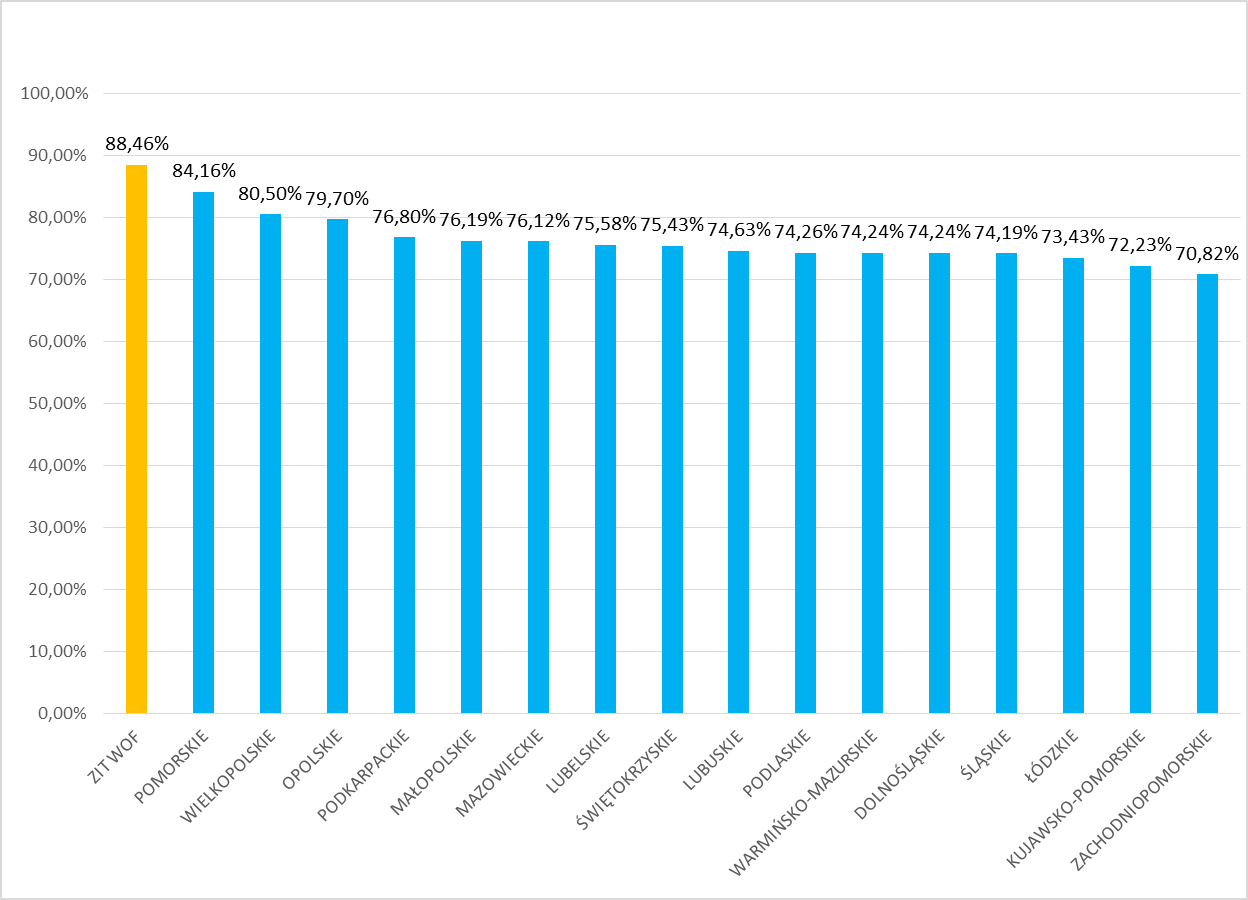 100,00%
90,00%
80,00%
70,00%
60,00%
50,00%
40,00%
30,00%
20,00%
10,00%
0,00%
88,46%
84,16%
80,50%
79,70%
76,80%
76,19%
76,12%
75,58%
75,43%
74,63%
74,26%
74,24%
74,24%
74,19%
73,43%
72,23%
70,82%
ZIT WOF
POMORSKIE
WIELKOPOLSKIE
OPOLSKIE
PODKARPACKIE
MAŁOPOLSKIE
MAZOWIECKIE
LUBELSKIE
ŚWIĘTOKRZYSKIE
LUBUSKIE
PODLASKIE
WARMIŃSKO-MAZURSKIE
DOLNOŚLĄSKIE
ŚLĄSKIE
ŁÓDZKIE
KUJAWSKO-POMORSKIE
ZACHODNIOPOMORSKIE